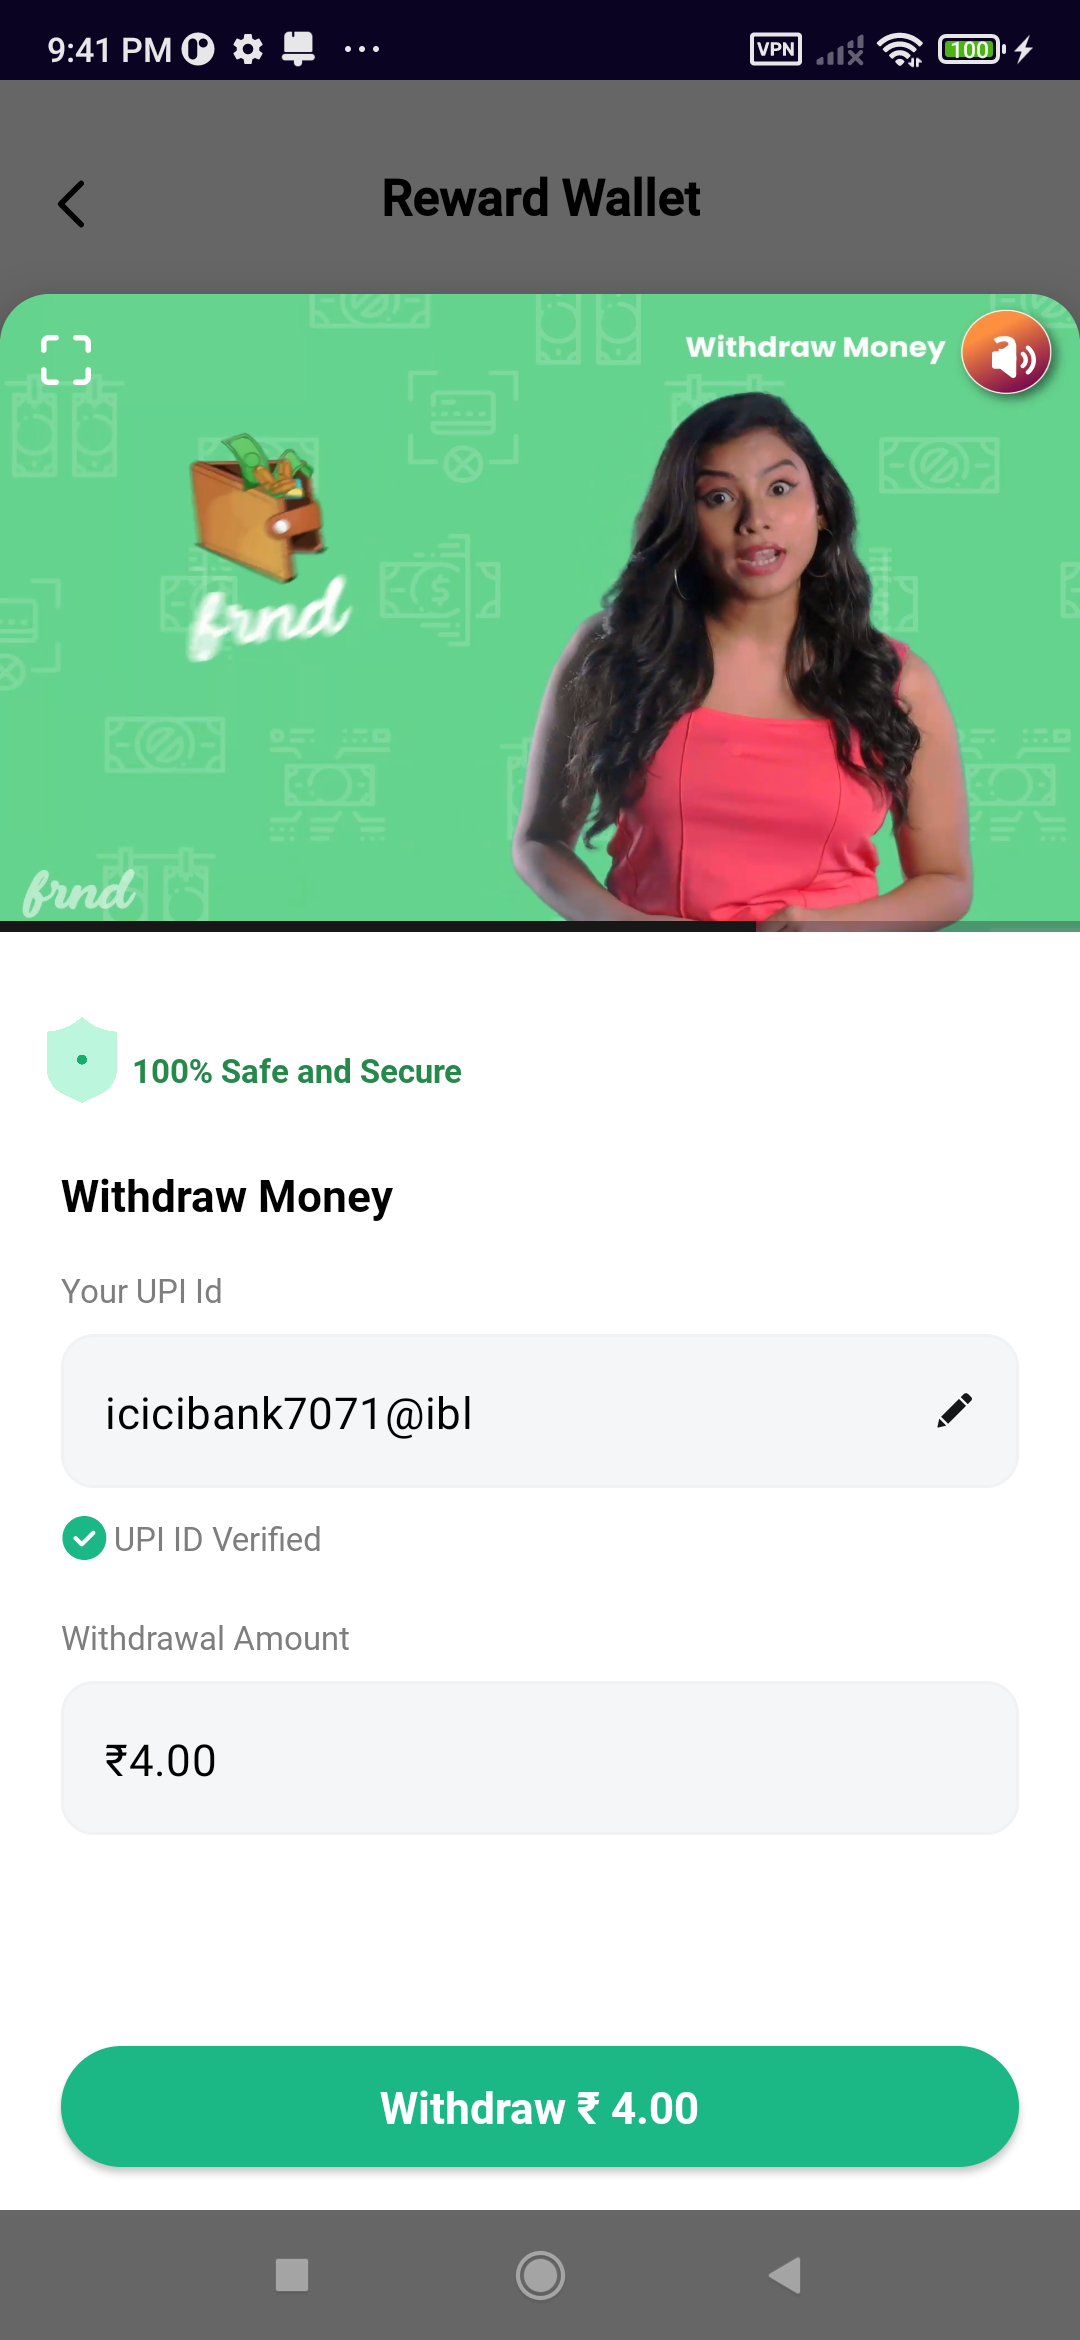 9:41 PM
VPN
100
Reward Wallet
Withdraw Money
frnd
frnd
100% Safe and Secure
Withdraw Money
Your UPI Id
icicibank7071@ibl
UPI ID Verified
Withdrawal Amount
₹4.00
Withdraw ₹ 4.00